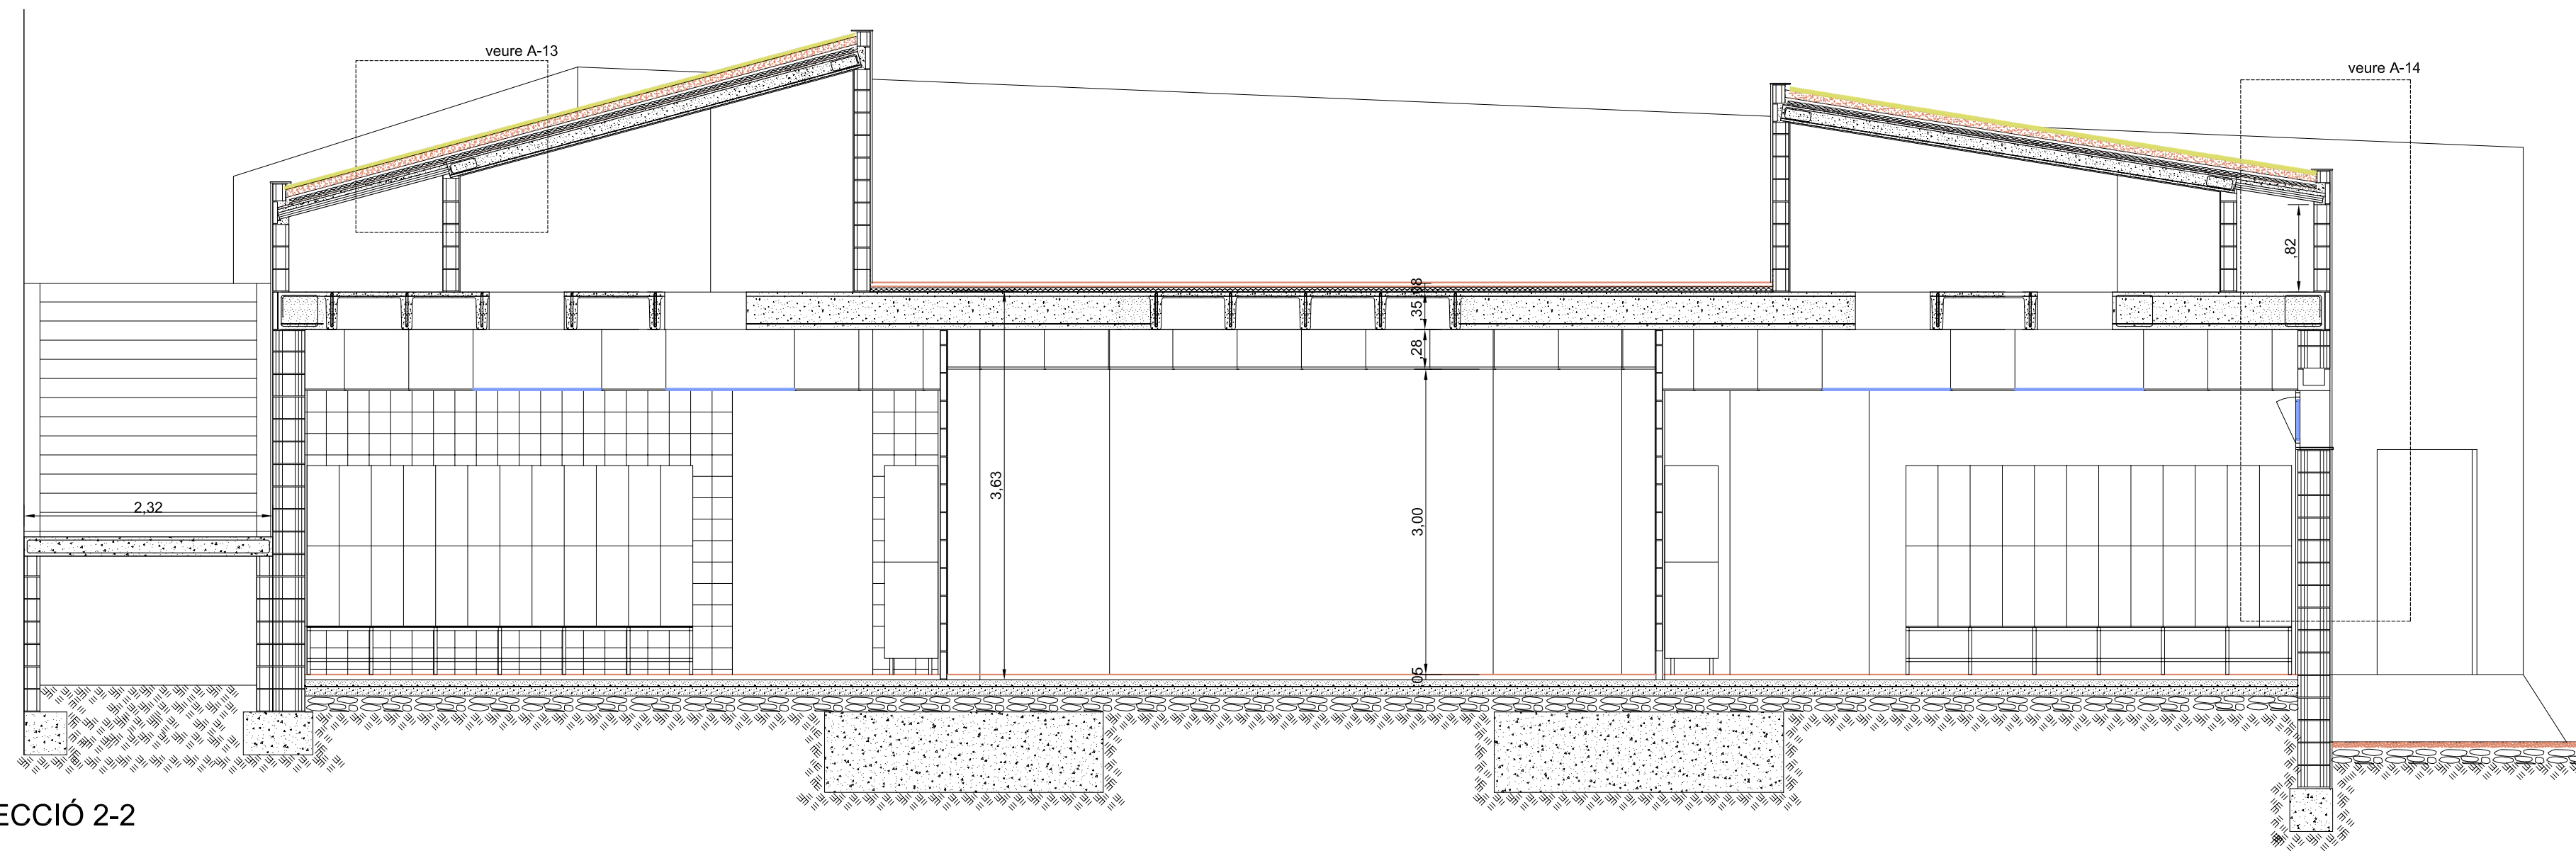 veure A-13
veure A-14
,82
,08
,35
,28
3,63
3,00
2,32
,05
ECCIÓ 2-2